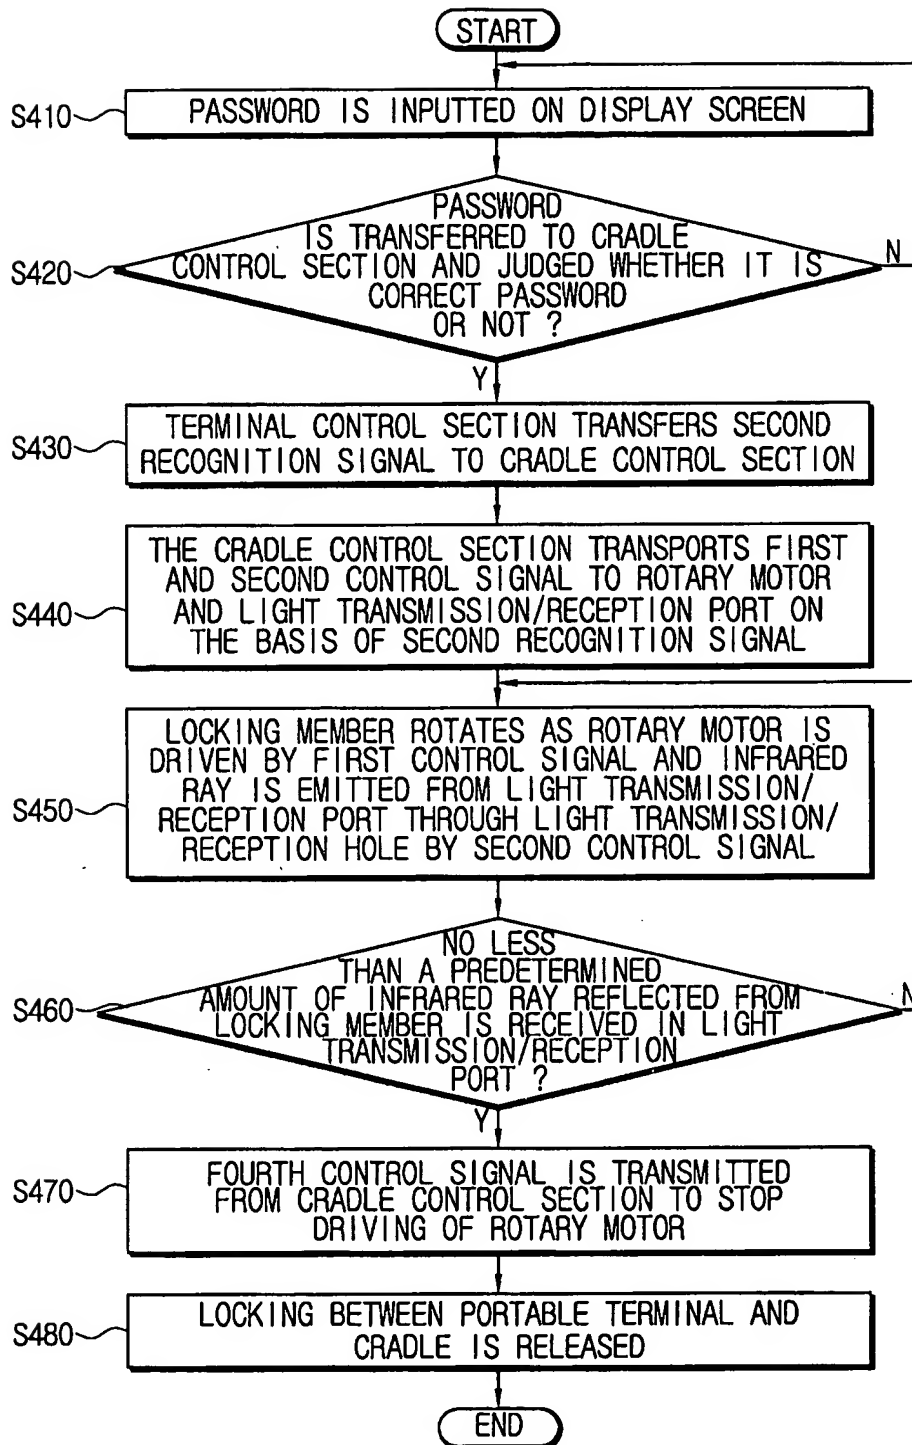 START
S410
PASSWORD IS INPUTTED ON DISPLAY SCREEN
PASSWORD
IS TRANSFERRED TO CRADLE
S420
CONTROL SECTION AND JUDGED WHETHER IT IS
N
CORRECT PASSWORD
OR NOT ?
Y
TERMINAL CONTROL SECTION TRANSFERS SECOND
S430
RECOGNITION SIGNAL TO CRADLE CONTROL SECTION
THE CRADLE CONTROL SECTION TRANSPORTS FIRST
AND SECOND CONTROL SIGNAL TO ROTARY MOTOR
S440
AND LIGHT TRANSMISSION/RECEPTION PORT ON
THE BASIS OF SECOND RECOGNITION SIGNAL
LOCKING MEMBER ROTATES AS ROTARY MOTOR IS
DRIVEN BY FIRST CONTROL SIGNAL AND INFRARED
S450
RAY IS EMITTED FROM LIGHT TRANSMISSION/
RECEPTION PORT THROUGH LIGHT TRANSMISSION/
RECEPTION HOLE BY SECOND CONTROL SIGNAL
NO LESS
THAN A PREDETERMINED
S460
AMOUNT OF INFRARED RAY REFLECTED FROM
N
LOCKING MEMBER IS RECEIVED IN LIGHT
TRANSMISSION/RECEPTION
PORT ?
Y
FOURTH CONTROL SIGNAL IS TRANSMITTED
S470
FROM CRADLE CONTROL SECTION TO STOP
DRIVING OF ROTARY MOTOR
LOCKING BETWEEN PORTABLE TERMINAL AND
S480
CRADLE IS RELEASED
END